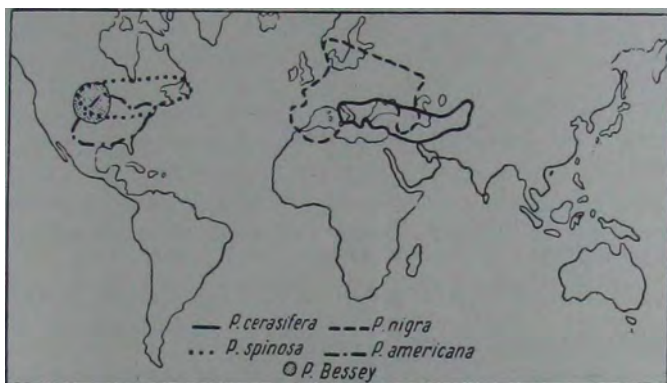 P. cerasifera P. nigra
P. spinosa P. americana
P. Bessey